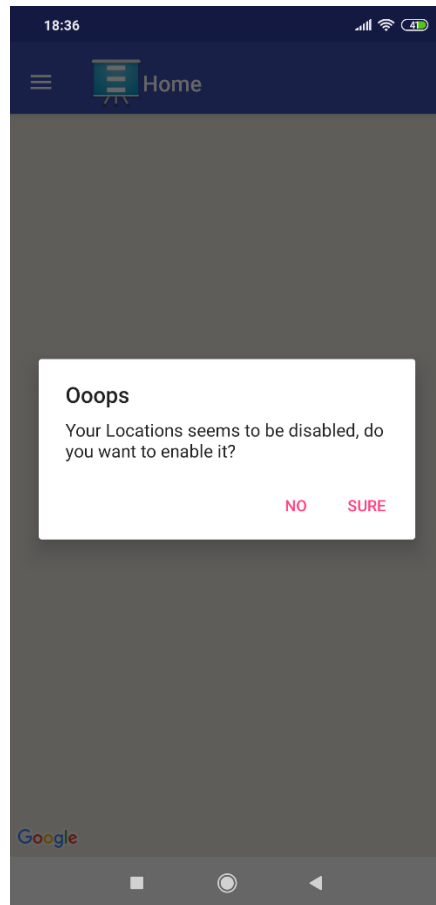 18:36
41
Home
Ooops
Your Locations seems to be disabled, do
you want to enable it?
NO SURE
Google